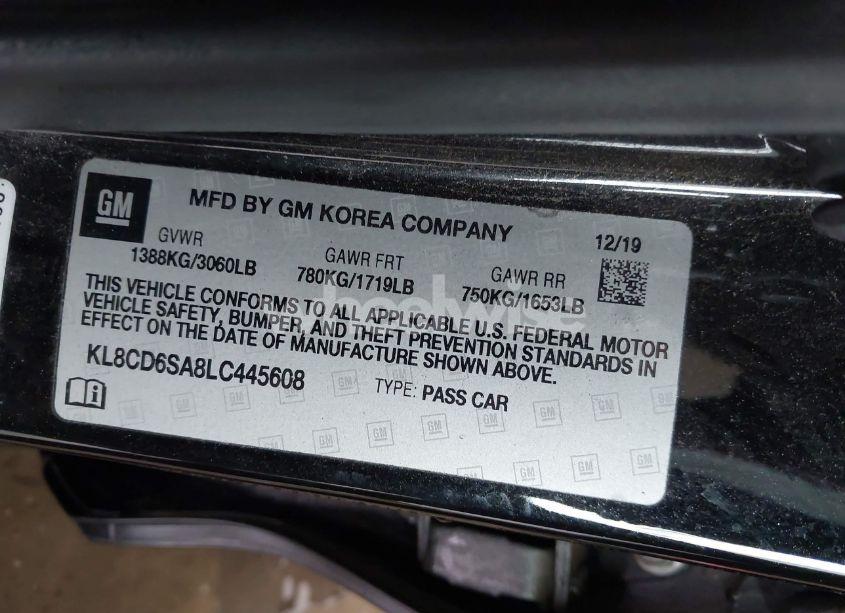 GM
MFD BY GM KOREA COMPANY
12/19
GVWR
1388KG/3060LB
GAWR FRT
780KG/1719LB
GAWR RR
750KG/1653LB
THIS VEHICLE CONFORMS TO ALL APPLICABLE U.S. FEDERAL MOTOR
VEHICLE SAFETY, BUMPER, AND THEFT PREVENTION STANDARDS IN
EFFECT ON THE DATE OF MANUFACTURE SHOWN ABOVE.
KL8CD6SA8LC445608
TYPE: PASS CAR
wheelwise